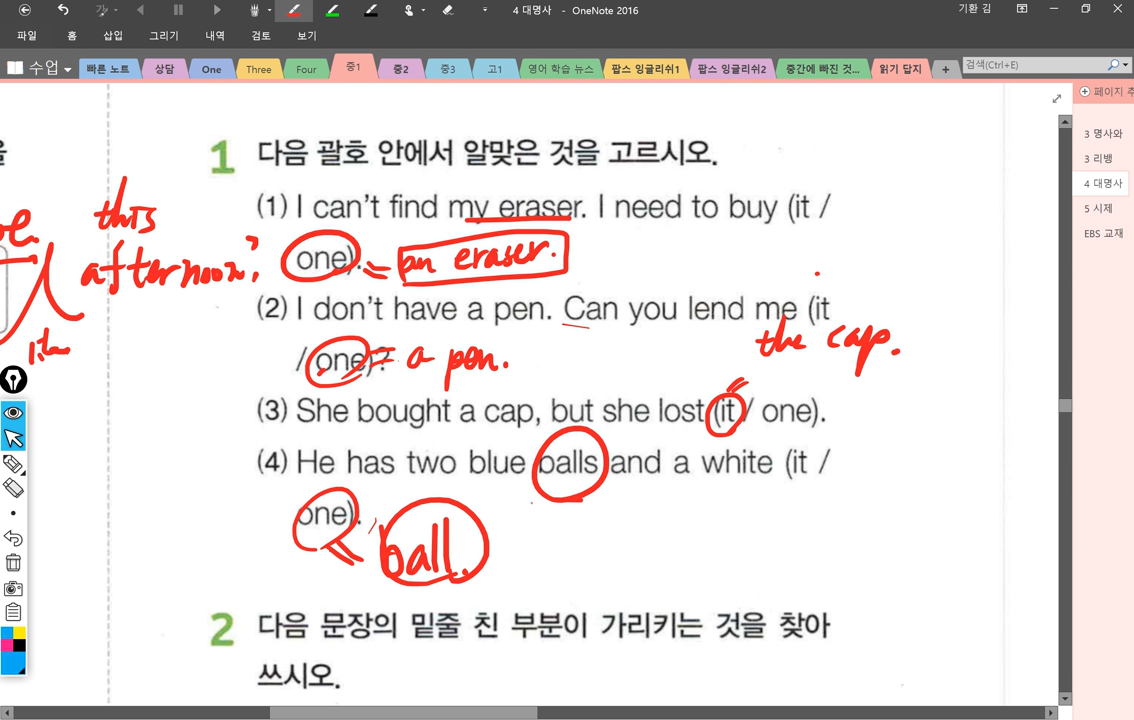 4 대명사 - OneNote 2016
기환 김
파일 홈 삽입 그리기 내역 검토 보기
수업 빠른 노트 상담 One Three Four 중1 중2 중3 고1 영어 학습 뉴스 팝스 잉글리쉬1 팝스 잉글리쉬2 중간에 빠진 것... 읽기 답지 + 검색(Ctrl+E)
페이지 추
3 명사와
3 리뱅
4 대명사
5 시제
EBS 교재
을
this
afternoon?
1 다음 괄호 안에서 알맞은 것을 고르시오.
(1) I can't find my eraser. I need to buy (it /
one). = an eraser.
(2) I don't have a pen. Can you lend me (it
/ one)? = a pen.
the cap.
(3) She bought a cap, but she lost (it / one).
(4) He has two blue balls and a white (it /
one). = ball.
2 다음 문장의 밑줄 친 부분이 가리키는 것을 찾아
쓰시오.